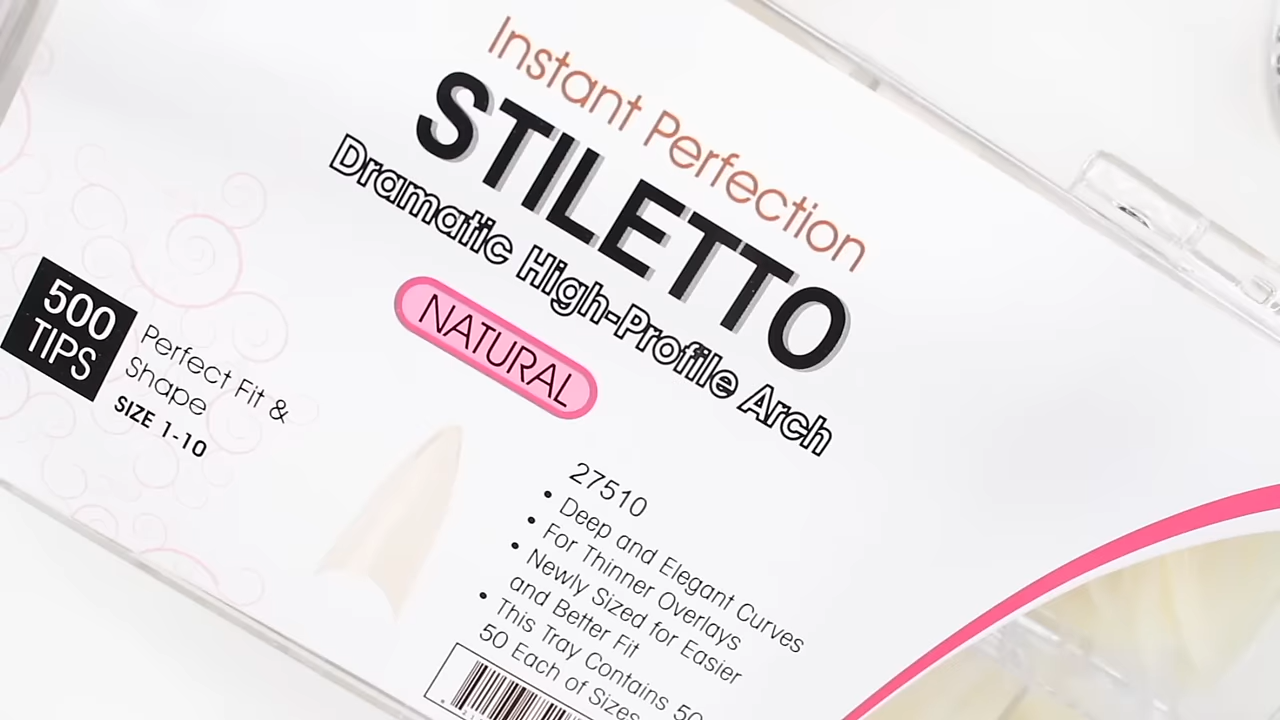 Instant Perfection
STILETTO
Dramatic High-Profile Arch
NATURAL
500
TIPS
Perfect Fit &
Shape
SIZE 1-10
27510
• Deep and Elegant Curves
• For Thinner Overlays
• Newly Sized for Easier
and Better Fit
• This Tray Contains
50 Each of Sizes